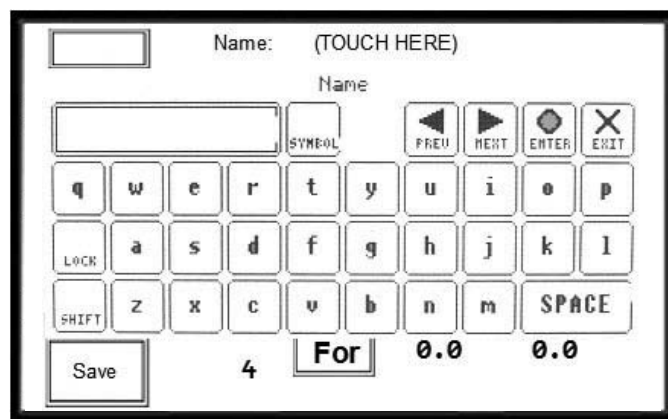 Name: (TOUCH HERE)
Name
SYMBOL PREV NEXT ENTER EXIT
q w e r t y u i o p
LOCK a s d f g h j k l
SHIFT z x c v b n m SPACE
Save 4 For 0.0 0.0